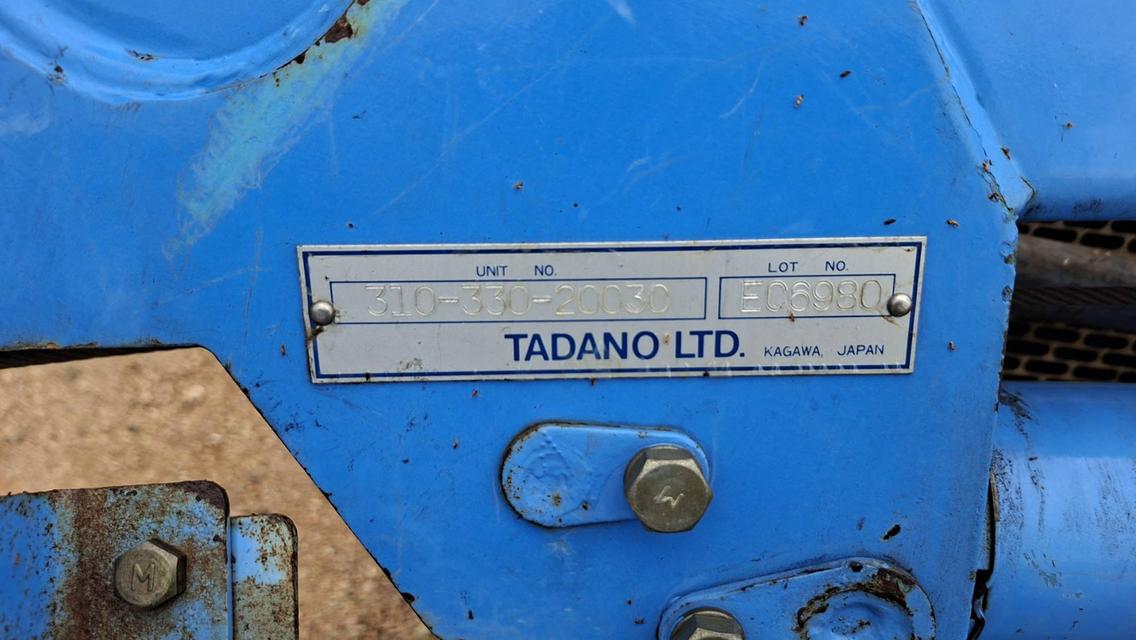 UNIT NO. LOT NO.
310-330-20030 EC6980
TADANO LTD. KAGAWA, JAPAN
M